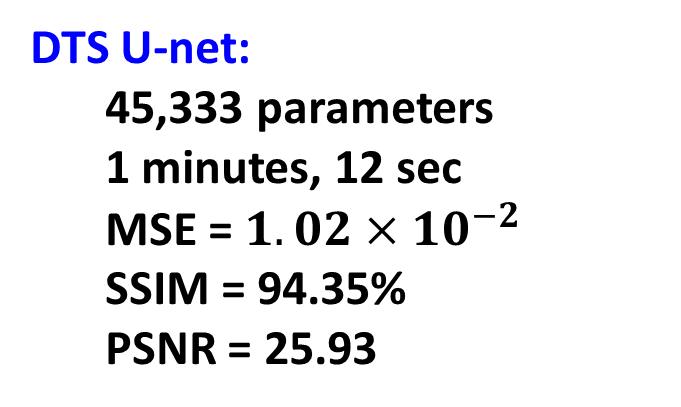 DTS U-net:
45,333 parameters
1 minutes, 12 sec
MSE = 1.02 × 10⁻²
SSIM = 94.35%
PSNR = 25.93